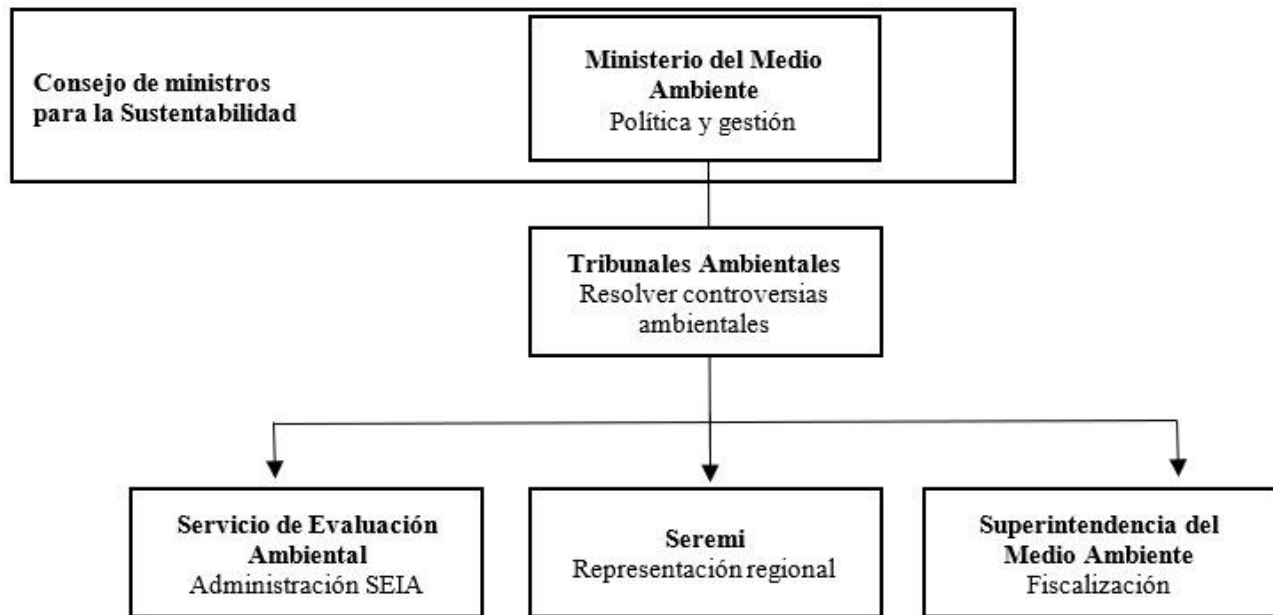 Consejo de ministros
para la Sustentabilidad
Ministerio del Medio
Ambiente
Política y gestión
Tribunales Ambientales
Resolver controversias
ambientales
Servicio de Evaluación
Ambiental
Administración SEIA
Seremi
Representación regional
Superintendencia del
Medio Ambiente
Fiscalización